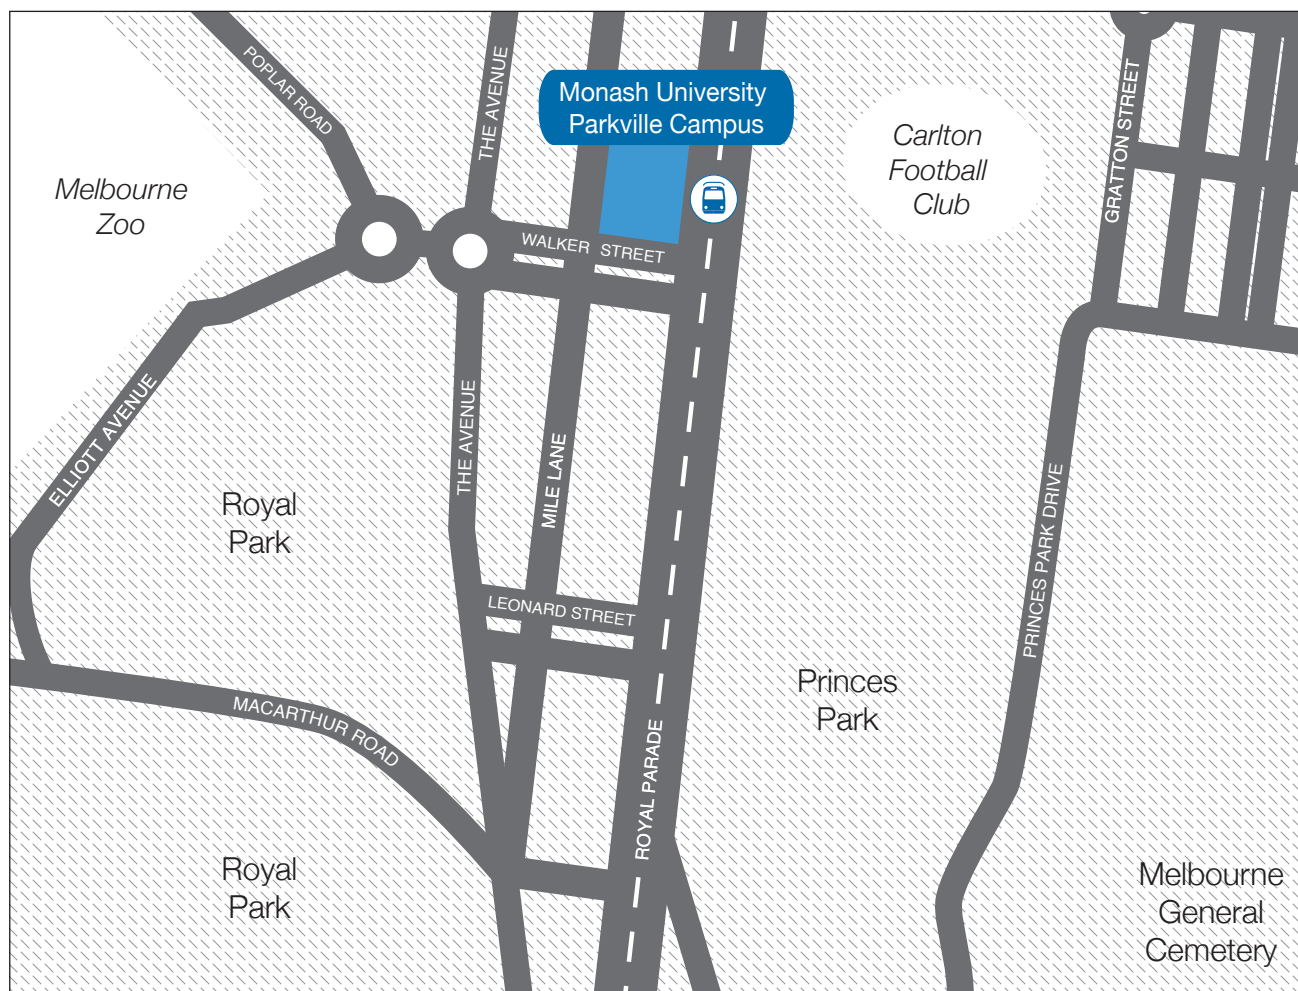 POPLAR ROAD
THE AVENUE
Monash University
Parkville Campus
Carlton
Football
Club
GRATTON STREET
Melbourne
Zoo
WALKER STREET
ELLIOTT AVENUE
THE AVENUE
MILE LANE
Royal
Park
PRINCES PARK DRIVE
LEONARD STREET
Princes
Park
MACARTHUR ROAD
ROYAL PARADE
Royal
Park
Melbourne
General
Cemetery